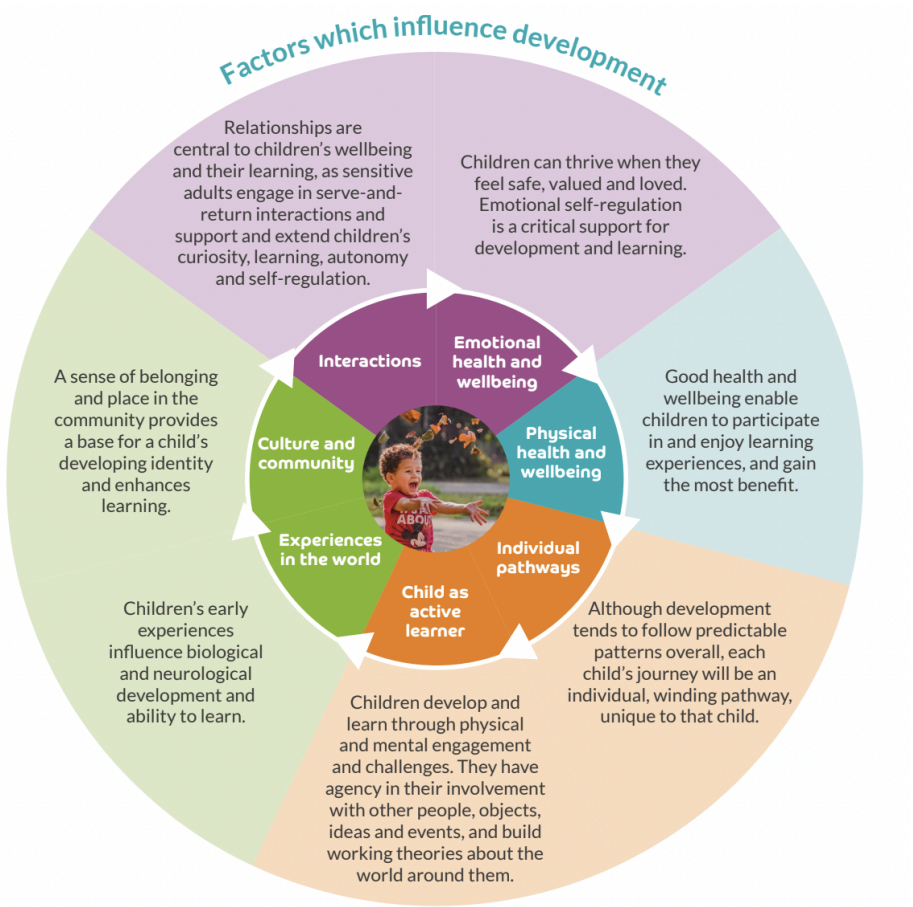 Factors which influence development
Relationships are
central to children's wellbeing
and their learning, as sensitive
adults engage in serve-and-
return interactions and
support and extend children's
curiosity, learning, autonomy
and self-regulation.
Children can thrive when they
feel safe, valued and loved.
Emotional self-regulation
is a critical support for
development and learning.
Interactions
Emotional
health and
wellbeing
A sense of belonging
and place in the
community provides
a base for a child's
developing identity
and enhances
learning.
Culture and
community
Physical
health and
wellbeing
Good health and
wellbeing enable
children to participate
in and enjoy learning
experiences, and gain
the most benefit.
Experiences
in the world
Individual
pathways
Child as
active
learner
Children's early
experiences
influence biological
and neurological
development and
ability to learn.
Although development
tends to follow predictable
patterns overall, each
child's journey will be an
individual, winding pathway,
unique to that child.
Children develop and
learn through physical
and mental engagement
and challenges. They have
agency in their involvement
with other people, objects,
ideas and events, and build
working theories about the
world around them.